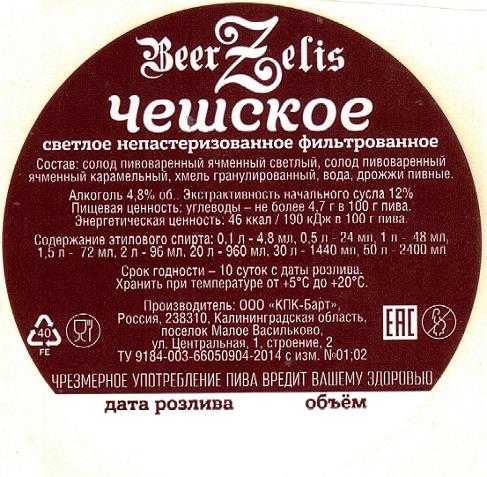 Beer Zelis
чешское
светлое непастеризованное фильтрованное
Состав: солод пивоваренный ячменный светлый, солод пивоваренный
ячменный карамельный, хмель гранулированный, вода, дрожжи пивные.
Алкоголь 4,8% об.. Экстрактивность начального сусла 12%
Пищевая ценность: углеводы – не более 4,7 г в 100 г пива.
Энергетическая ценность: 46 ккал / 190 кДж в 100 г пива.
Содержание этилового спирта: 0,1 л - 4,8 мл, 0,5 л - 24 мл, 1 л - 48 мл,
1,5 л - 72 мл, 2 л - 96 мл, 20 л - 960 мл, 30 л - 1440 мл, 50 л - 2400 мл
Срок годности – 10 суток с даты розлива.
Хранить при температуре от +5°С до +20°С.
Производитель: ООО «КПК-Барт»,
Россия, 238310, Калининградская область,
поселок Малое Васильково,
ул. Центральная, 1, строение, 2
ТУ 9184-003-66050904-2014 с изм. №01;02
40
FE
EAC
ЧРЕЗМЕРНОЕ УПОТРЕБЛЕНИЕ ПИВА ВРЕДИТ ВАШЕМУ ЗДОРОВЬЮ
дата розлива объём